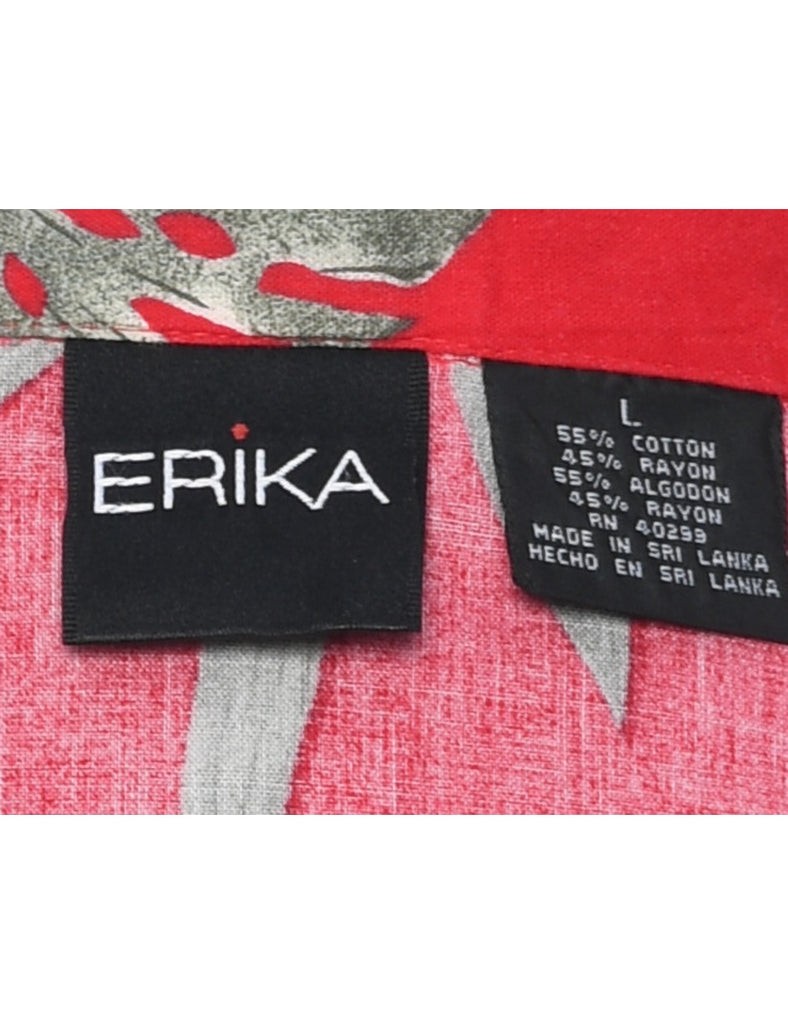 ERiKA
L
55% COTTON
45% RAYON
55% ALGODON
45% RAYON
RN 40299
MADE IN SRI LANKA
HECHO EN SRI LANKA